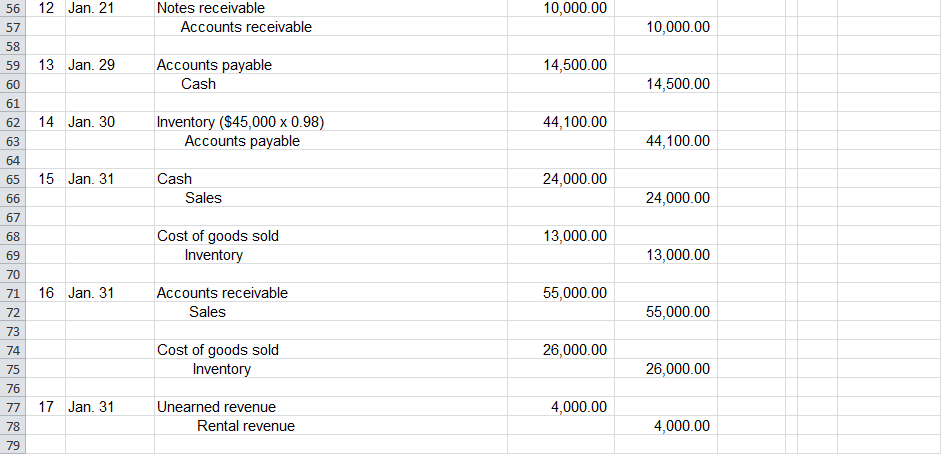 56 12 Jan. 21 Notes receivable 10,000.00
57 Accounts receivable 10,000.00
58
59 13 Jan. 29 Accounts payable 14,500.00
60 Cash 14,500.00
61
62 14 Jan. 30 Inventory ($45,000 x 0.98) 44,100.00
63 Accounts payable 44,100.00
64
65 15 Jan. 31 Cash 24,000.00
66 Sales 24,000.00
67
68 Cost of goods sold 13,000.00
69 Inventory 13,000.00
70
71 16 Jan. 31 Accounts receivable 55,000.00
72 Sales 55,000.00
73
74 Cost of goods sold 26,000.00
75 Inventory 26,000.00
76
77 17 Jan. 31 Unearned revenue 4,000.00
78 Rental revenue 4,000.00
79